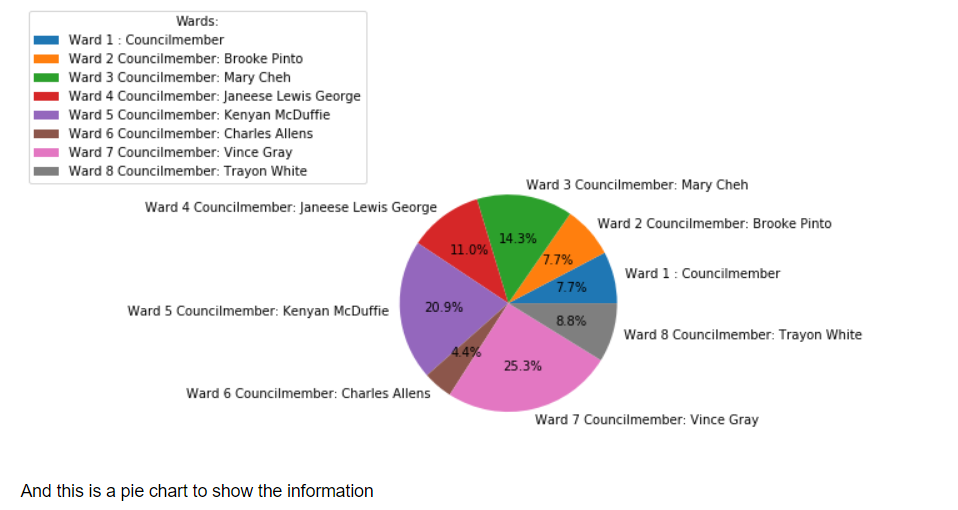 Wards:
Ward 1 : Councilmember
Ward 2 Councilmember: Brooke Pinto
Ward 3 Councilmember: Mary Cheh
Ward 4 Councilmember: Janeese Lewis George
Ward 5 Councilmember: Kenyan McDuffie
Ward 6 Councilmember: Charles Allens
Ward 7 Councilmember: Vince Gray
Ward 8 Councilmember: Trayon White
Ward 3 Councilmember: Mary Cheh
Ward 4 Councilmember: Janeese Lewis George
Ward 2 Councilmember: Brooke Pinto
14.3%
11.0%
7.7%
Ward 1 : Councilmember
7.7%
Ward 5 Councilmember: Kenyan McDuffie
20.9%
8.8%
Ward 8 Councilmember: Trayon White
4.4%
25.3%
Ward 6 Councilmember: Charles Allens
Ward 7 Councilmember: Vince Gray
And this is a pie chart to show the information